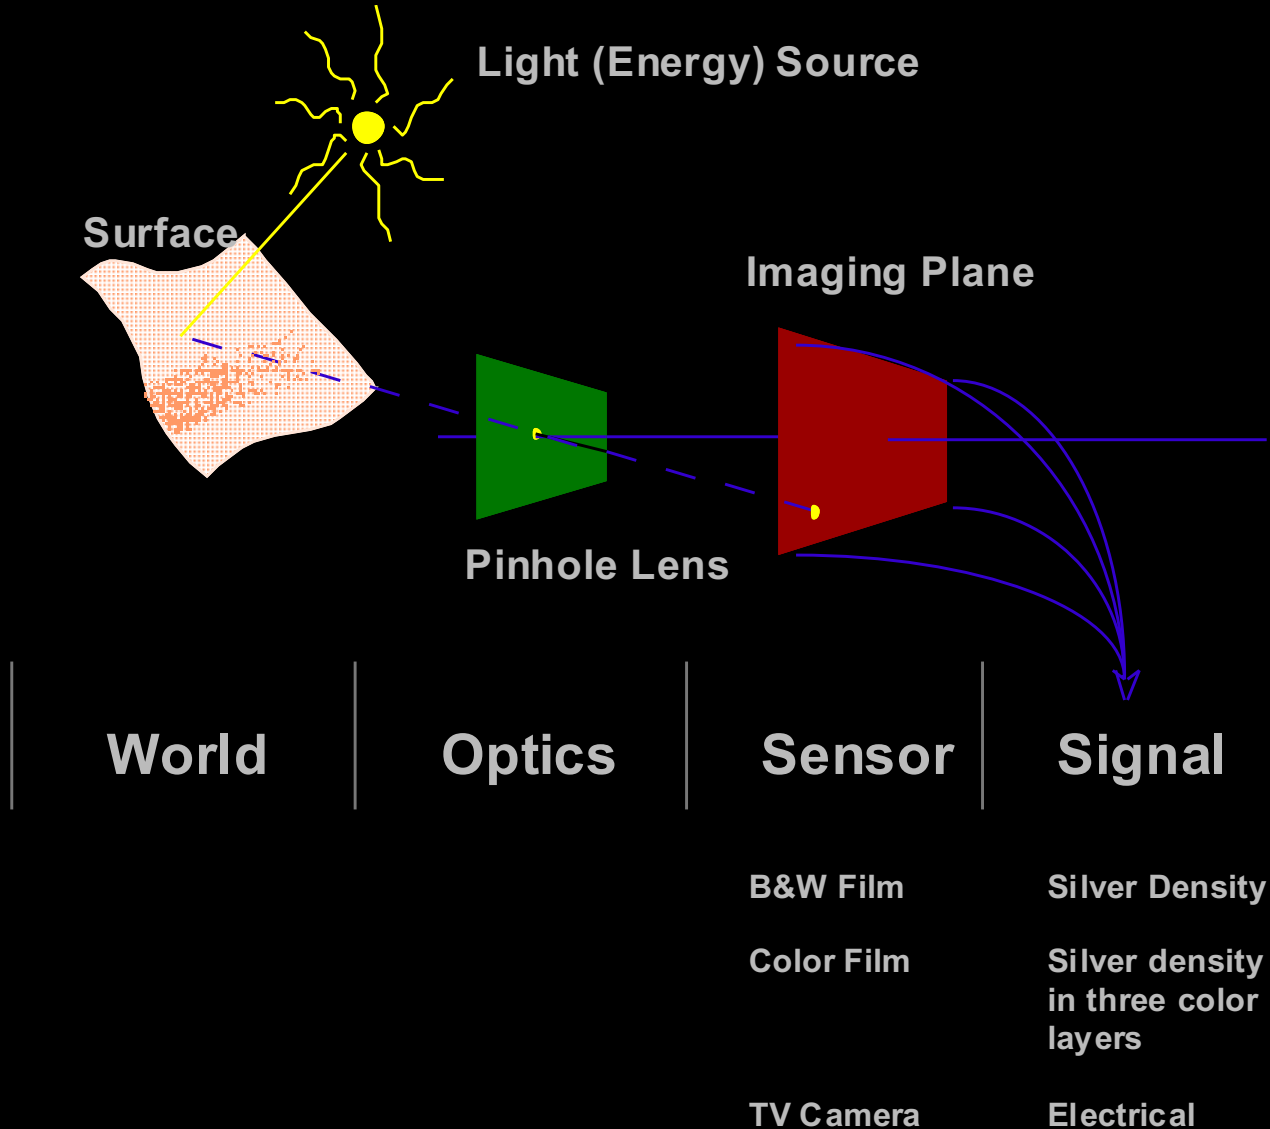 Light (Energy) Source
Surface
Imaging Plane
Pinhole Lens
World
Optics
Sensor
Signal
B&W Film
Silver Density
Color Film
Silver density
in three color
layers
TV Camera
Electrical